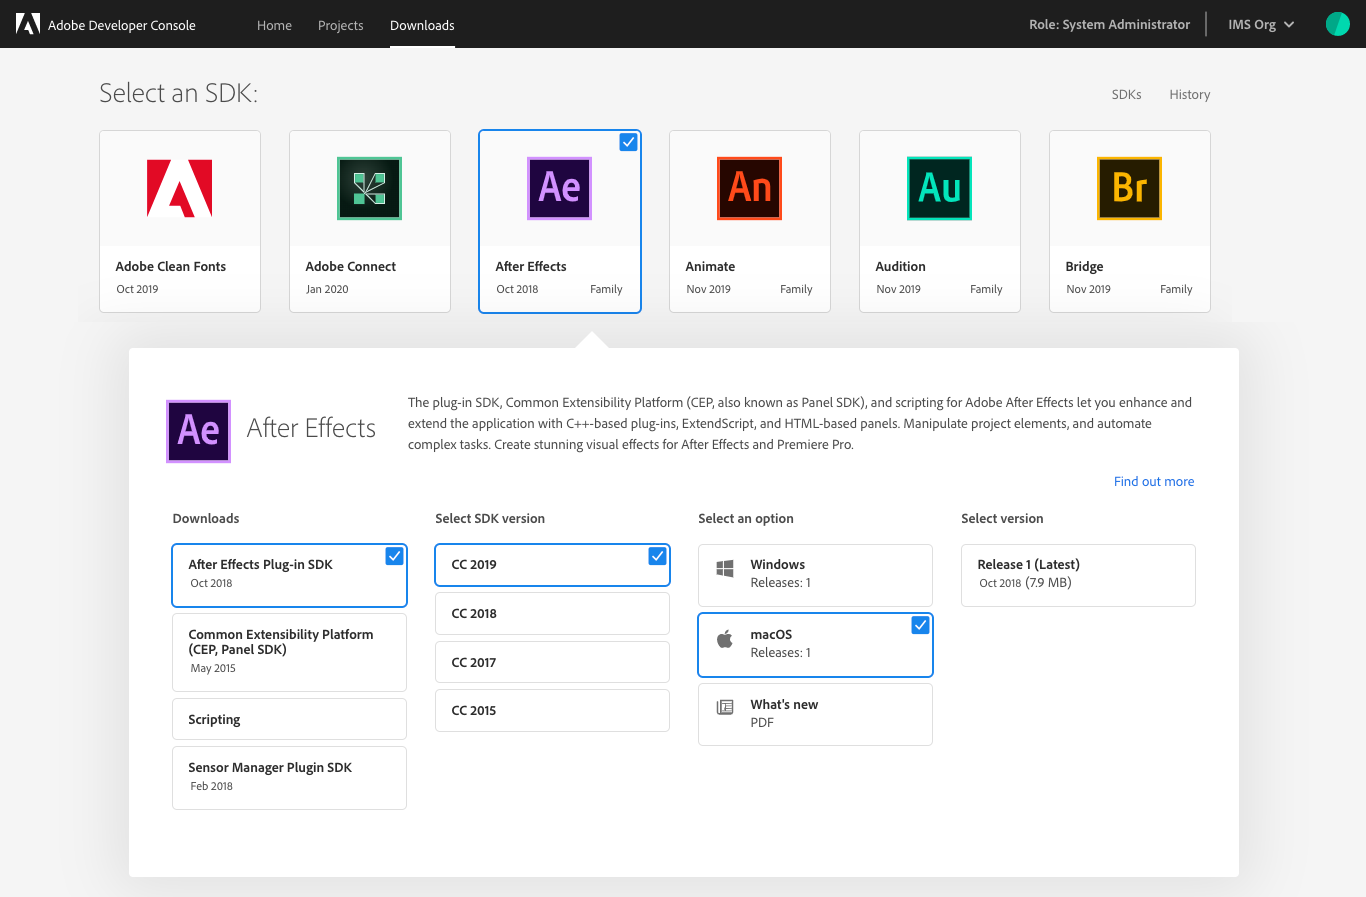 Adobe Developer Console
Home
Projects
Downloads
Role: System Administrator
IMS Org
Select an SDK:
SDKs
History
Ae
An
Au
Br
Adobe Clean Fonts
Oct 2019
Adobe Connect
Jan 2020
After Effects
Oct 2018
Family
Animate
Nov 2019
Family
Audition
Nov 2019
Family
Bridge
Nov 2019
Family
Ae
After Effects
The plug-in SDK, Common Extensibility Platform (CEP, also known as Panel SDK), and scripting for Adobe After Effects let you enhance and
extend the application with C++-based plug-ins, ExtendScript, and HTML-based panels. Manipulate project elements, and automate
complex tasks. Create stunning visual effects for After Effects and Premiere Pro.
Find out more
Downloads
After Effects Plug-in SDK
Oct 2018
Common Extensibility Platform
(CEP, Panel SDK)
May 2015
Scripting
Sensor Manager Plugin SDK
Feb 2018
Select SDK version
CC 2019
CC 2018
CC 2017
CC 2015
Select an option
Windows
Releases: 1
macOS
Releases: 1
What's new
PDF
Select version
Release 1 (Latest)
Oct 2018 (7.9 MB)